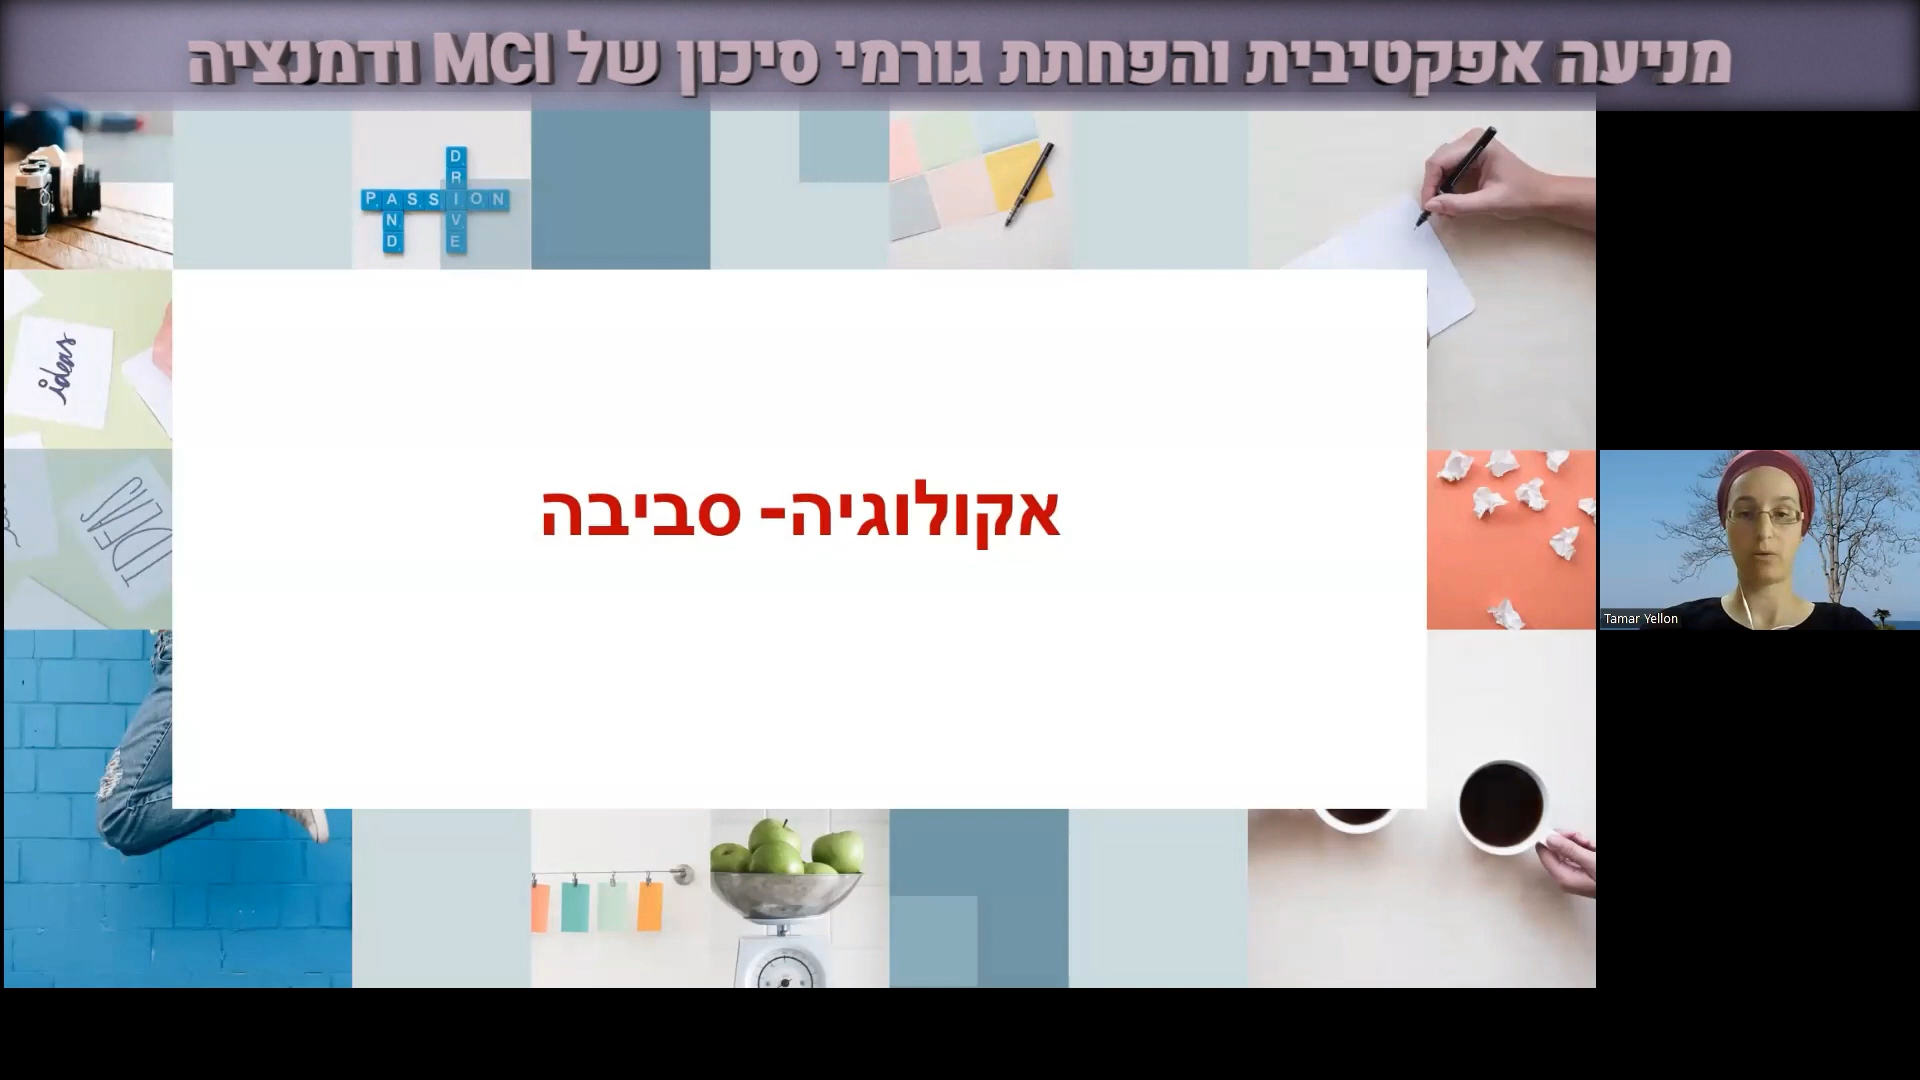 מניעה אפקטיבית והפחתת גורמי סיכון של MCI ודמנציה
DRIVE
PASSION
AND
ideas
IDEAS
אקולוגיה- סביבה
Tamar Yellon